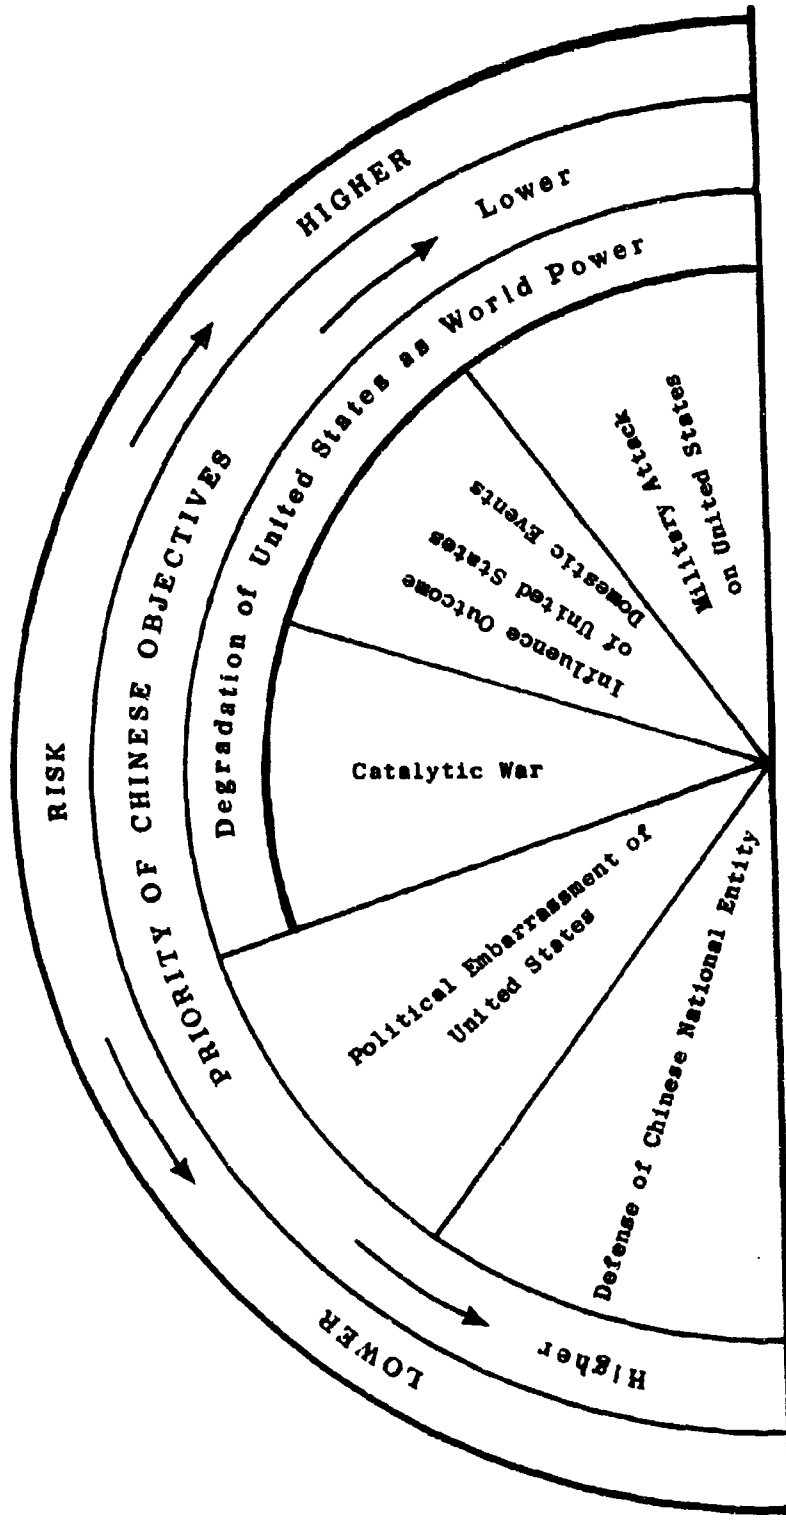 HIGHER
RISK
LOWER
Lower
PRIORITY OF CHINESE OBJECTIVES
Higher
Degradation of United States as World Power
Military Attack
on United States
Influence Outcome
of United States
Domestic Events
Catalytic War
Political Embarrassment of
United States
Defense of Chinese National Entity